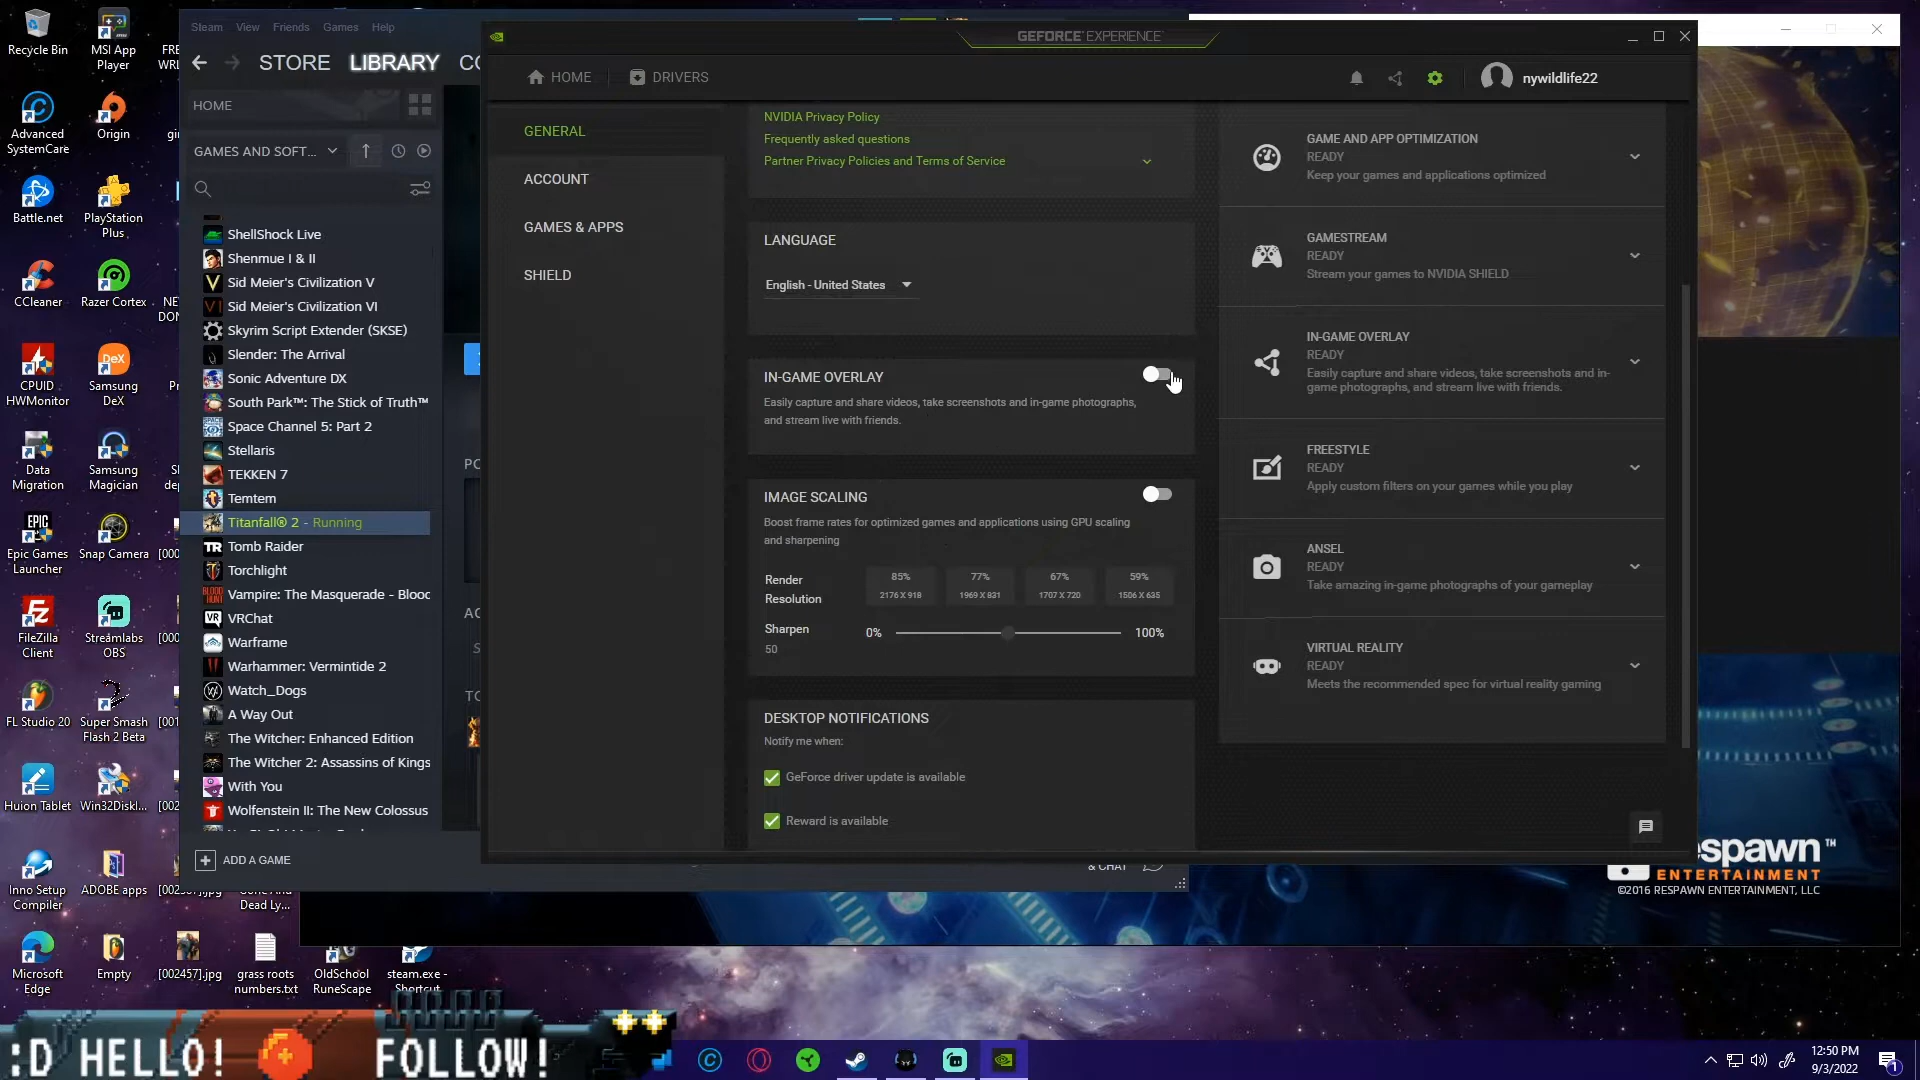 Recycle Bin
MSI App
Player
Advanced
SystemCare
Origin
Battle.net
PlayStation
Plus
CCleaner
Razer Cortex
CPUID
HWMonitor
Samsung
DeX
Data
Migration
Samsung
Magician
Epic Games
Launcher
Snap Camera
FileZilla
Client
Streamlabs
OBS
FL Studio 20
Super Smash
Flash 2 Beta
Huion Tablet
Win32Diskl...
Inno Setup
Compiler
ADOBE apps
Dead Ly...
Microsoft
Edge
Empty
[002457].jpg
grass roots
numbers.txt
OldSchool
RuneScape
steam.exe -
Shortcut
Steam View Friends Games Help
STORE LIBRARY
HOME
GAMES AND SOFT...
ShellShock Live
Shenmue I & II
Sid Meier's Civilization V
Sid Meier's Civilization VI
Skyrim Script Extender (SKSE)
Slender: The Arrival
Sonic Adventure DX
South Park™: The Stick of Truth™
Space Channel 5: Part 2
Stellaris
TEKKEN 7
Temtem
Titanfall® 2 - Running
Tomb Raider
Torchlight
Vampire: The Masquerade - Blooc
VRChat
Warframe
Warhammer: Vermintide 2
Watch_Dogs
A Way Out
The Witcher: Enhanced Edition
The Witcher 2: Assassins of Kings
With You
Wolfenstein II: The New Colossus
ADD A GAME
& CHAT
GEFORCE EXPERIENCE
HOME DRIVERS
nywildlife22
GENERAL
ACCOUNT
GAMES & APPS
SHIELD
NVIDIA Privacy Policy
Frequently asked questions
Partner Privacy Policies and Terms of Service
LANGUAGE
English - United States
IN-GAME OVERLAY
Easily capture and share videos, take screenshots and in-game photographs,
and stream live with friends.
IMAGE SCALING
Boost frame rates for optimized games and applications using GPU scaling
and sharpening
Render
Resolution
85%
2176 X 918
77%
1969 X 831
67%
1707 X 720
59%
1506 X 635
Sharpen
50
0% 100%
DESKTOP NOTIFICATIONS
Notify me when:
GeForce driver update is available
Reward is available
GAME AND APP OPTIMIZATION
READY
Keep your games and applications optimized
GAMESTREAM
READY
Stream your games to NVIDIA SHIELD
IN-GAME OVERLAY
READY
Easily capture and share videos, take screenshots and in-
game photographs, and stream live with friends.
FREESTYLE
READY
Apply custom filters on your games while you play
ANSEL
READY
Take amazing in-game photographs of your gameplay
VIRTUAL REALITY
READY
Meets the recommended spec for virtual reality gaming
espawn™
ENTERTAINMENT
©2016 RESPAWN ENTERTAINMENT, LLC
:D HELLO! FOLLOW!
12:50 PM
9/3/2022
1